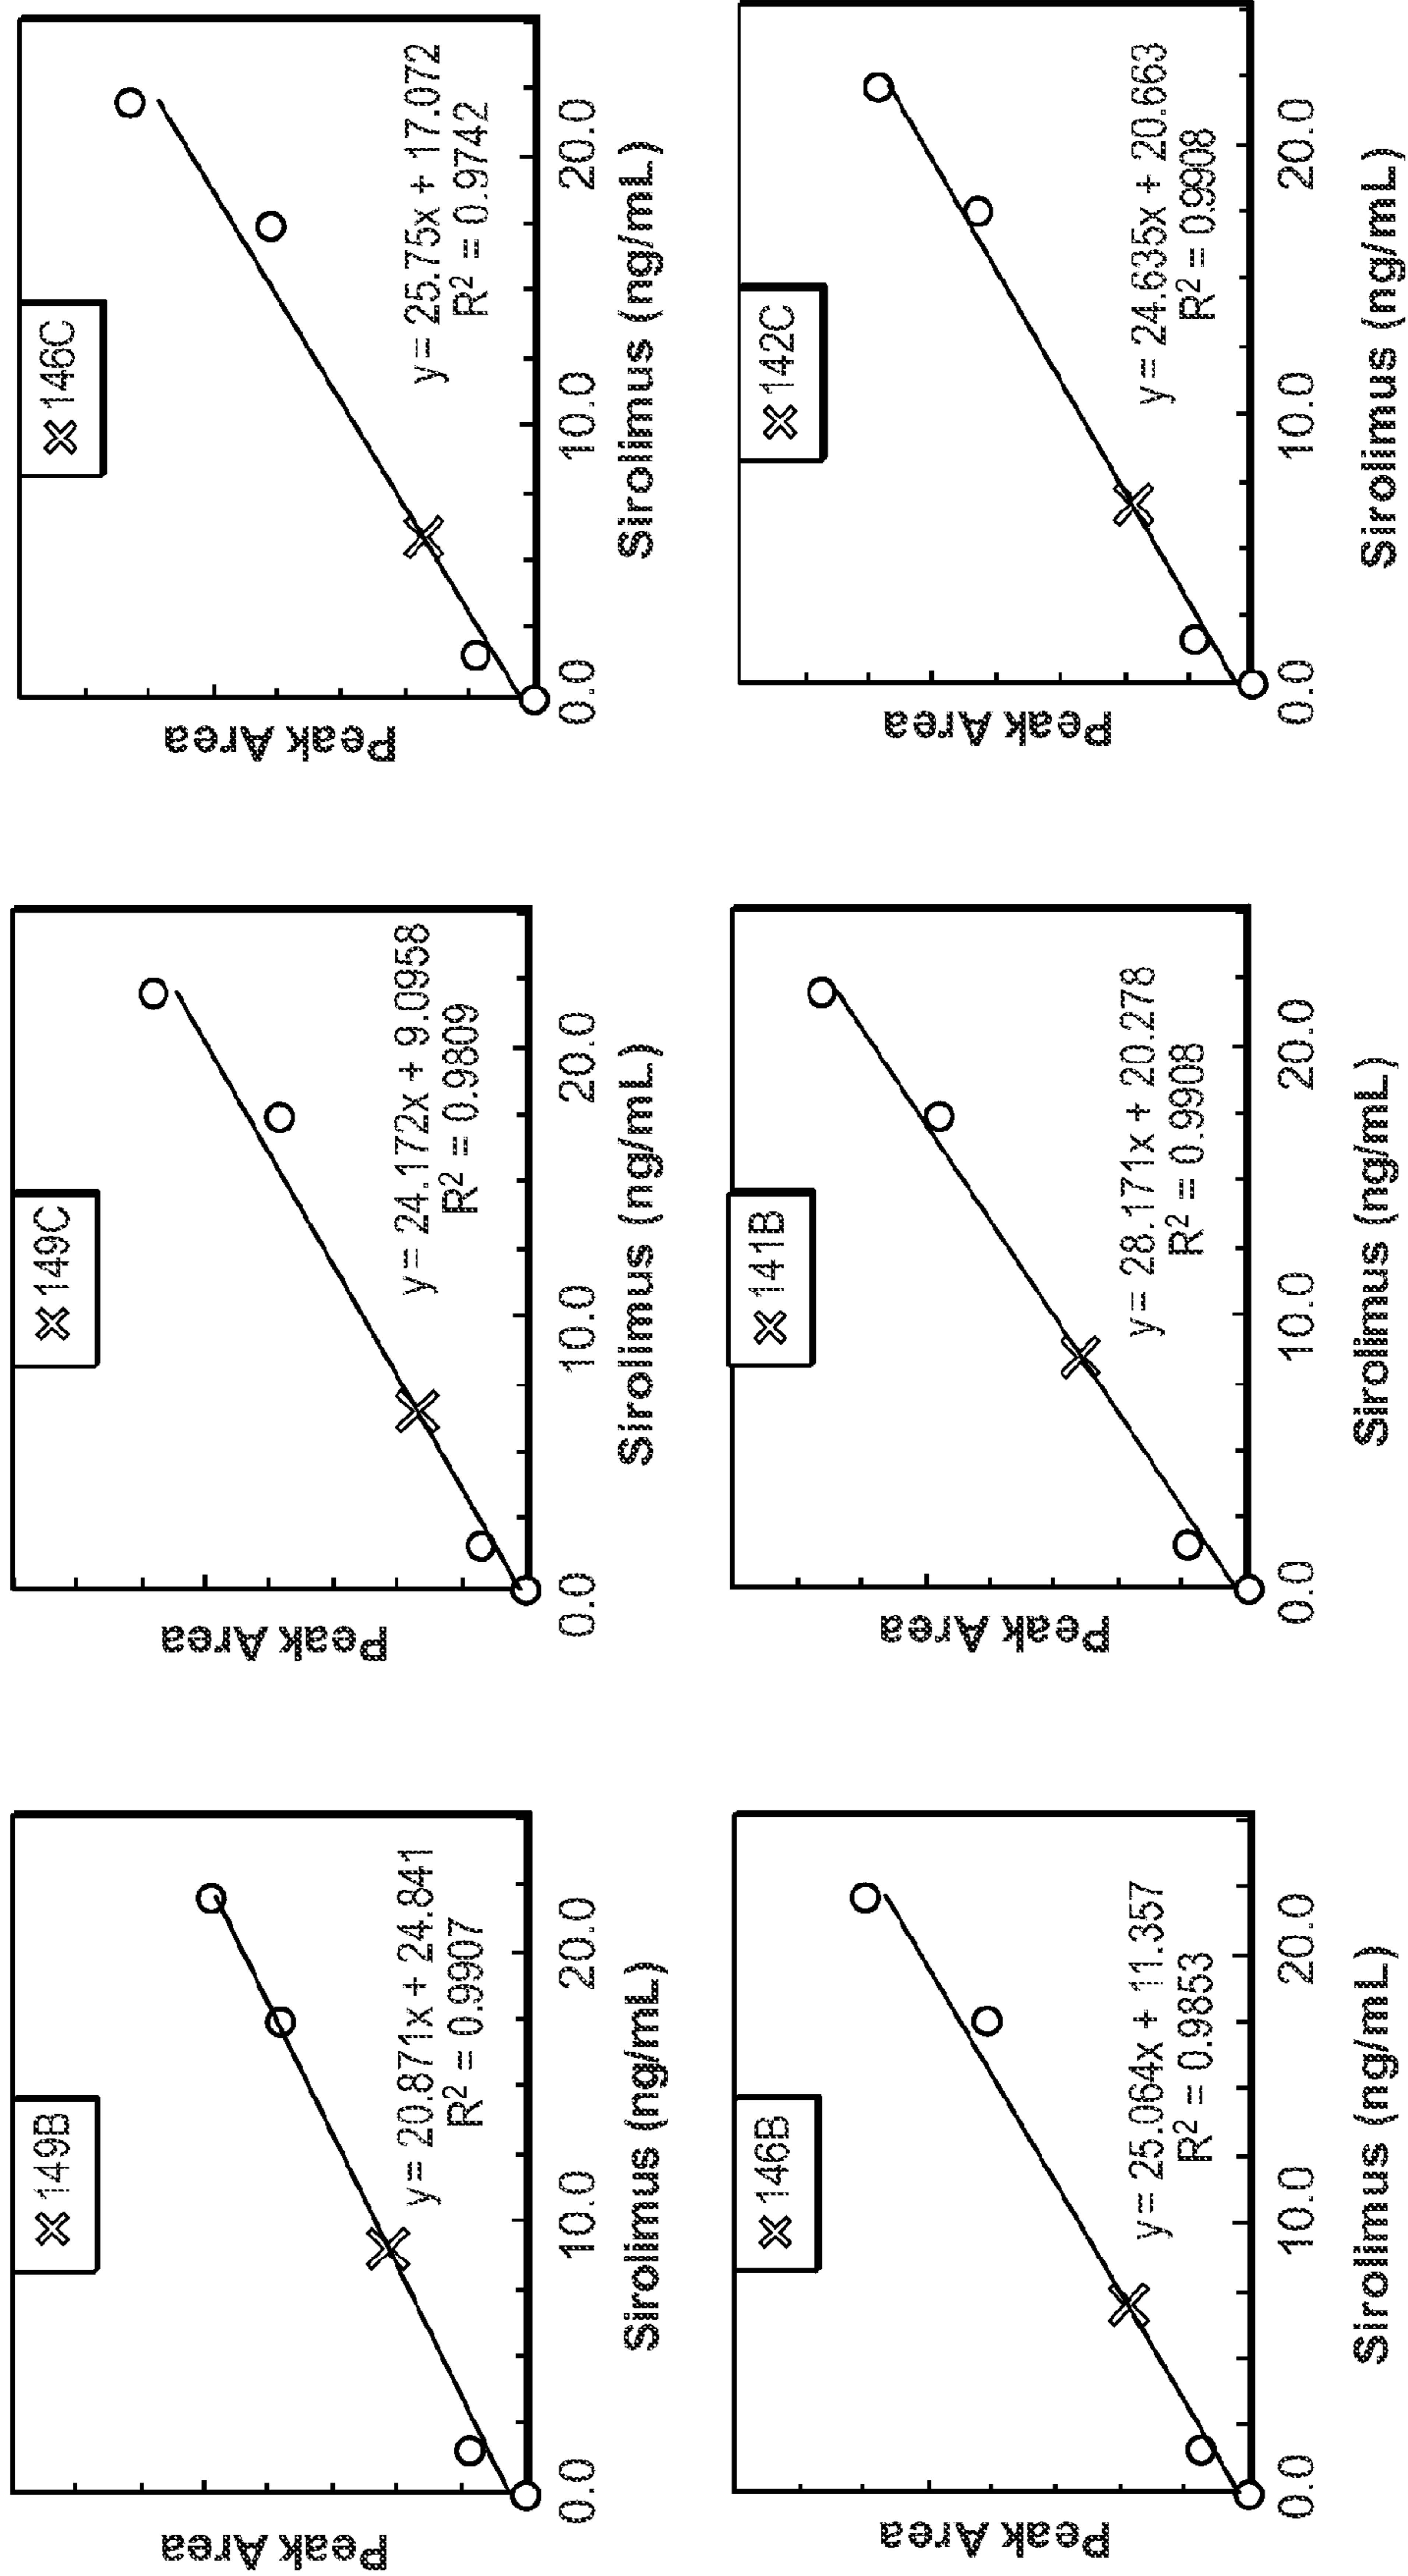 149B
y = 20.871x + 24.841
R² = 0.9907
Peak Area
0.0
10.0
20.0
Sirolimus (ng/mL)
149C
y = 24.172x + 9.0958
R² = 0.9809
Peak Area
0.0
10.0
20.0
Sirolimus (ng/mL)
146C
y = 25.75x + 17.072
R² = 0.9742
Peak Area
0.0
10.0
20.0
Sirolimus (ng/mL)
146B
y = 25.064x + 11.357
R² = 0.9853
Peak Area
0.0
10.0
20.0
Sirolimus (ng/mL)
141B
y = 28.171x + 20.278
R² = 0.9908
Peak Area
0.0
10.0
20.0
Sirolimus (ng/mL)
142C
y = 24.635x + 20.663
R² = 0.9908
Peak Area
0.0
10.0
20.0
Sirolimus (ng/mL)